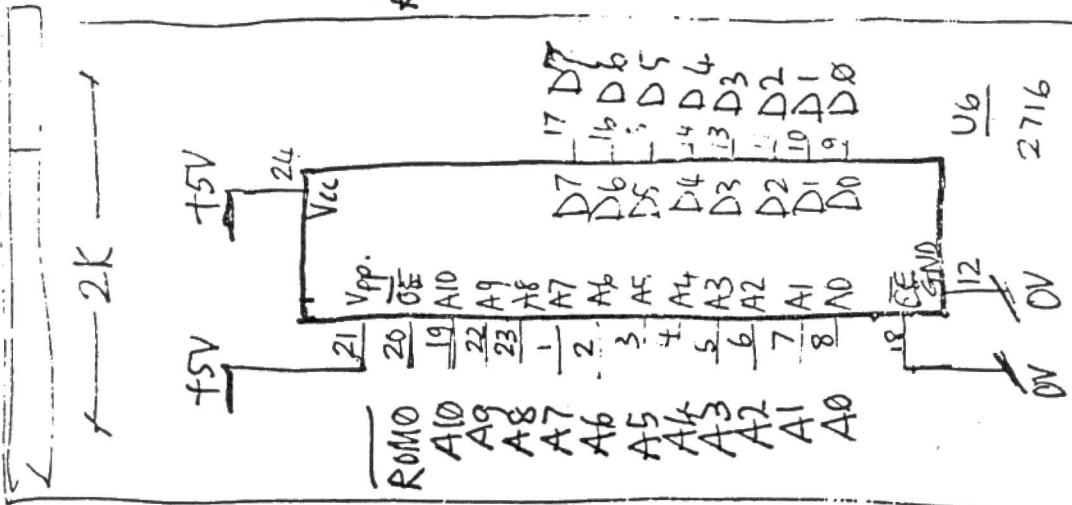 2K
+5V
+5V
24
Vcc
21 Vpp.
ROM0 20 OE
A10 19 A10
A9 22 A9
A8 23 A8
A7 1 A7 D7 17 D7
A6 2 A6 D6 16 D6
A5 3 A5 D5 D5
A4 4 A4 D4 14 D4
A3 5 A3 D3 13 D3
A2 6 A2 D2 D2
A1 7 A1 D1 10 D1
A0 8 A0 D0 9 D0
18 CE
GND
12
0V
0V
U6
2716